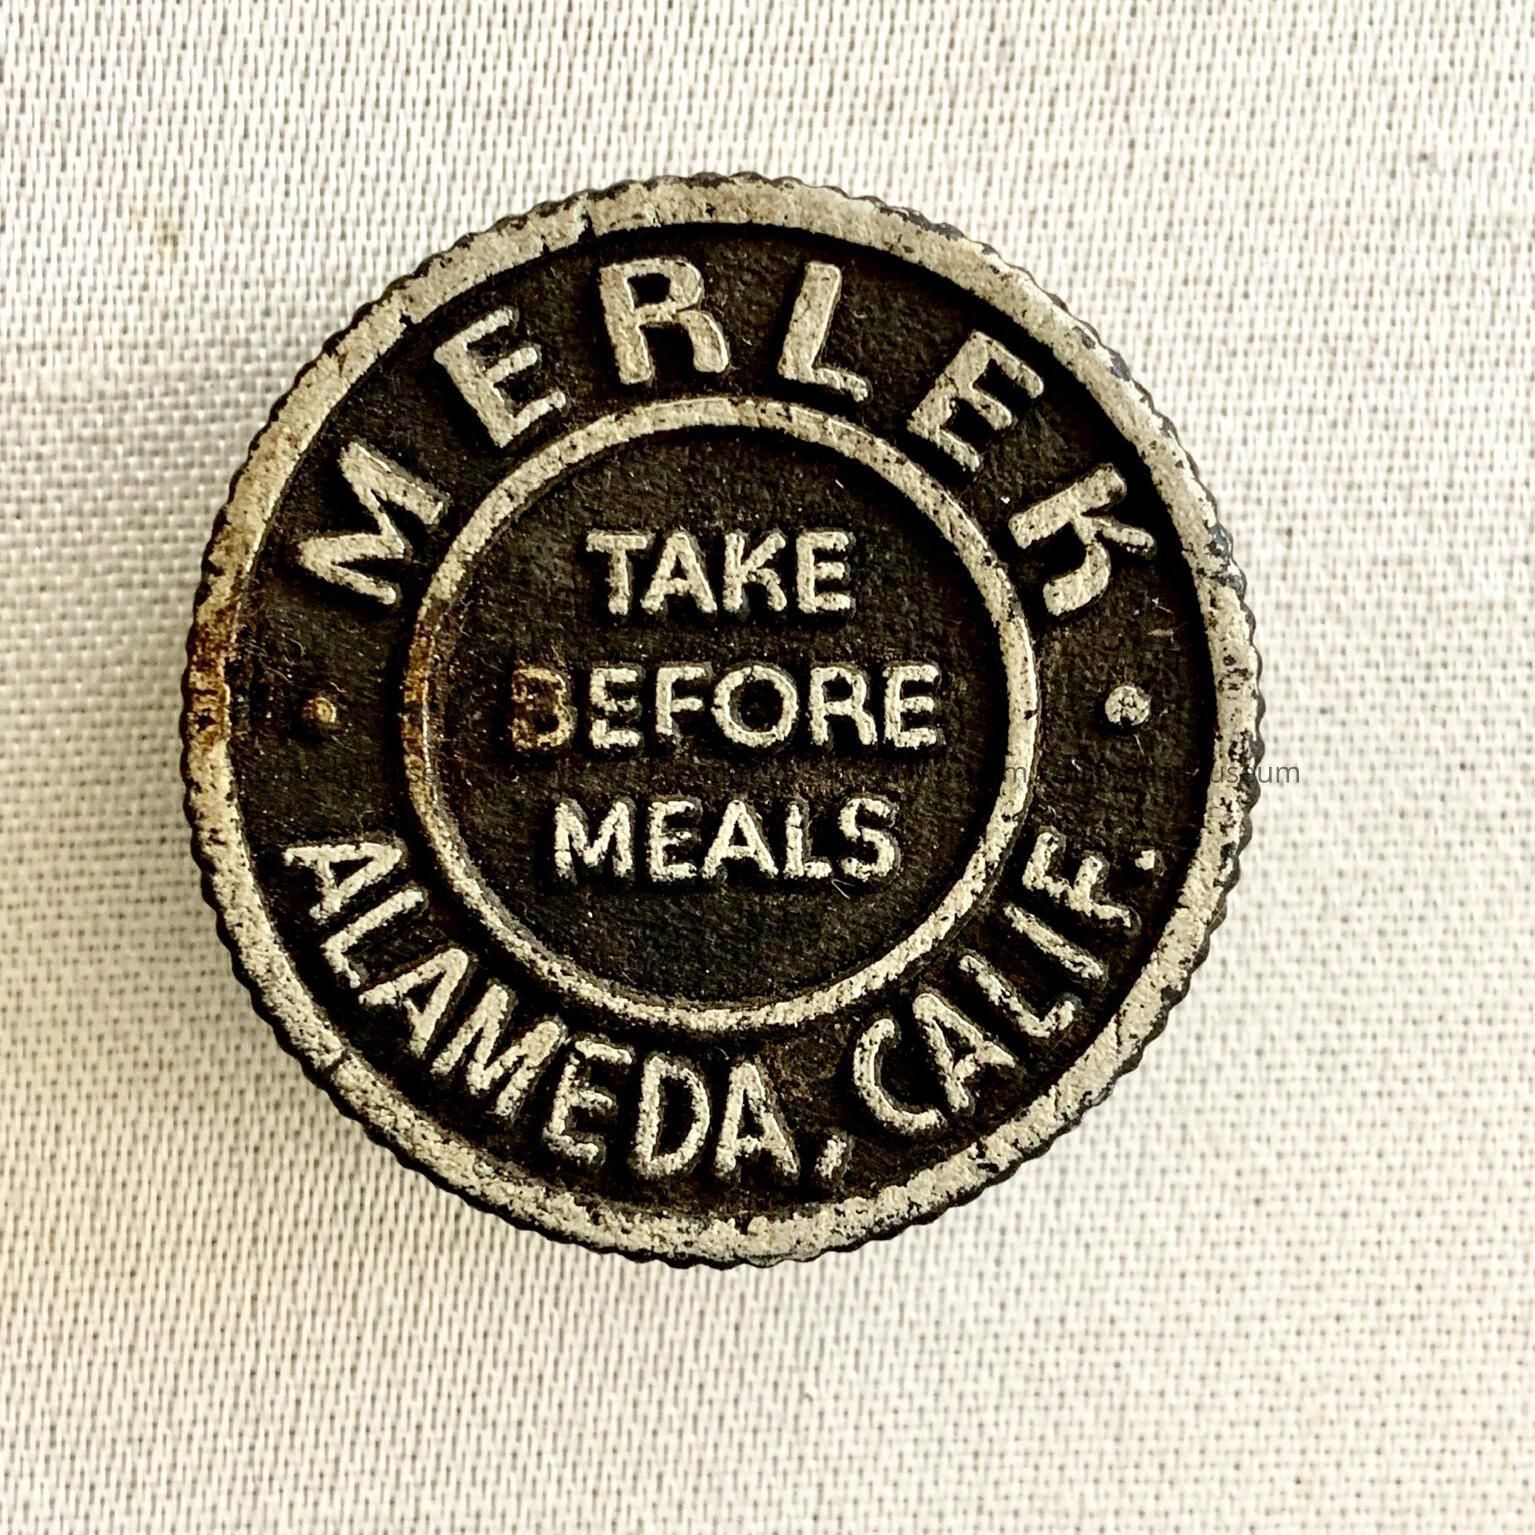 MERLEK
TAKE
BEFORE
MEALS
ALAMEDA, CALIF.